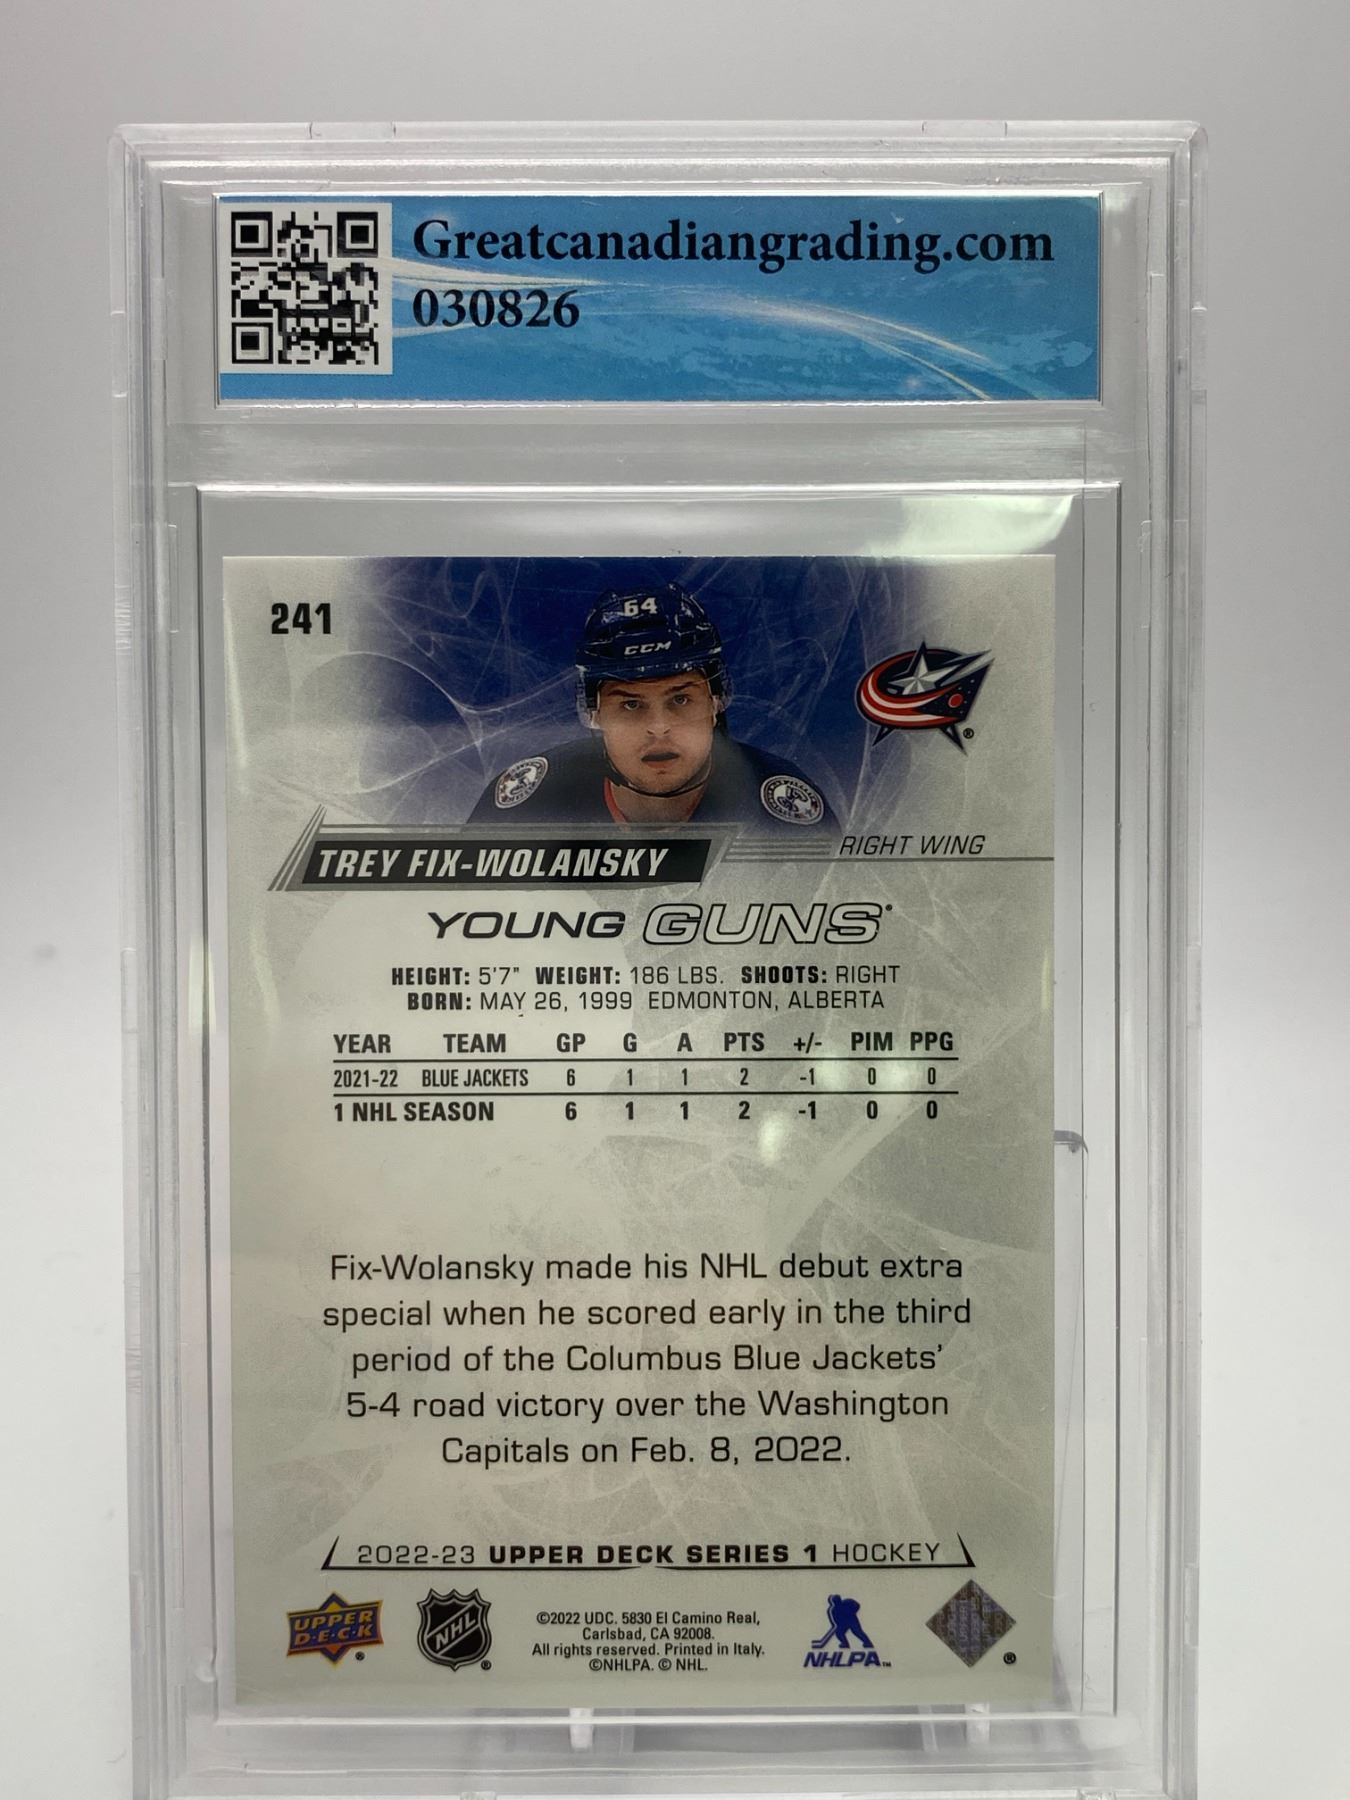 Greatcanadiangrading.com
030826
241
64
CCM
TREY FIX-WOLANSKY
RIGHT WING
YOUNG GUNS®
HEIGHT: 5'7" WEIGHT: 186 LBS. SHOOTS: RIGHT
BORN: MAY 26, 1999 EDMONTON, ALBERTA
YEAR TEAM GP G A PTS +/- PIM PPG
2021-22 BLUE JACKETS 6 1 1 2 -1 0 0
1 NHL SEASON 6 1 1 2 -1 0 0
Fix-Wolansky made his NHL debut extra
special when he scored early in the third
period of the Columbus Blue Jackets'
5-4 road victory over the Washington
Capitals on Feb. 8, 2022.
2022-23 UPPER DECK SERIES 1 HOCKEY
UPPER DECK ®
NHL ®
©2022 UDC. 5830 El Camino Real,
Carlsbad, CA 92008.
All rights reserved. Printed in Italy.
©NHLPA. © NHL.
NHLPA™
®